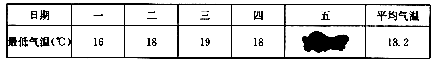 日期 一 二 三 四 五 平均气温
最低气温(℃) 16 18 19 18 18.2